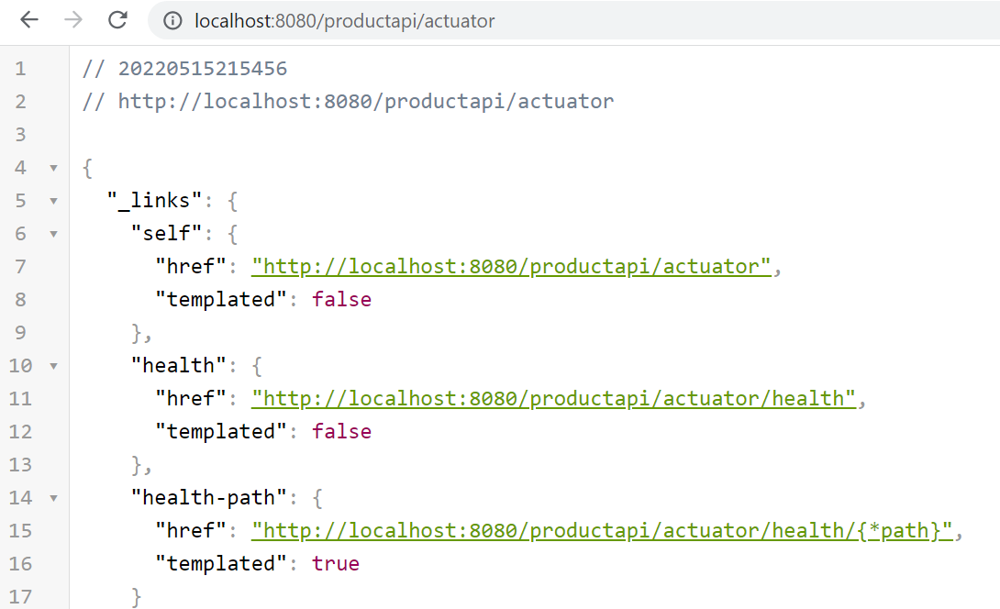 localhost:8080/productapi/actuator
1 // 20220515215456
2 // http://localhost:8080/productapi/actuator
3
4 {
5 "_links": {
6 "self": {
7 "href": "http://localhost:8080/productapi/actuator",
8 "templated": false
9 },
10 "health": {
11 "href": "http://localhost:8080/productapi/actuator/health",
12 "templated": false
13 },
14 "health-path": {
15 "href": "http://localhost:8080/productapi/actuator/health/{*path}",
16 "templated": true
17 }